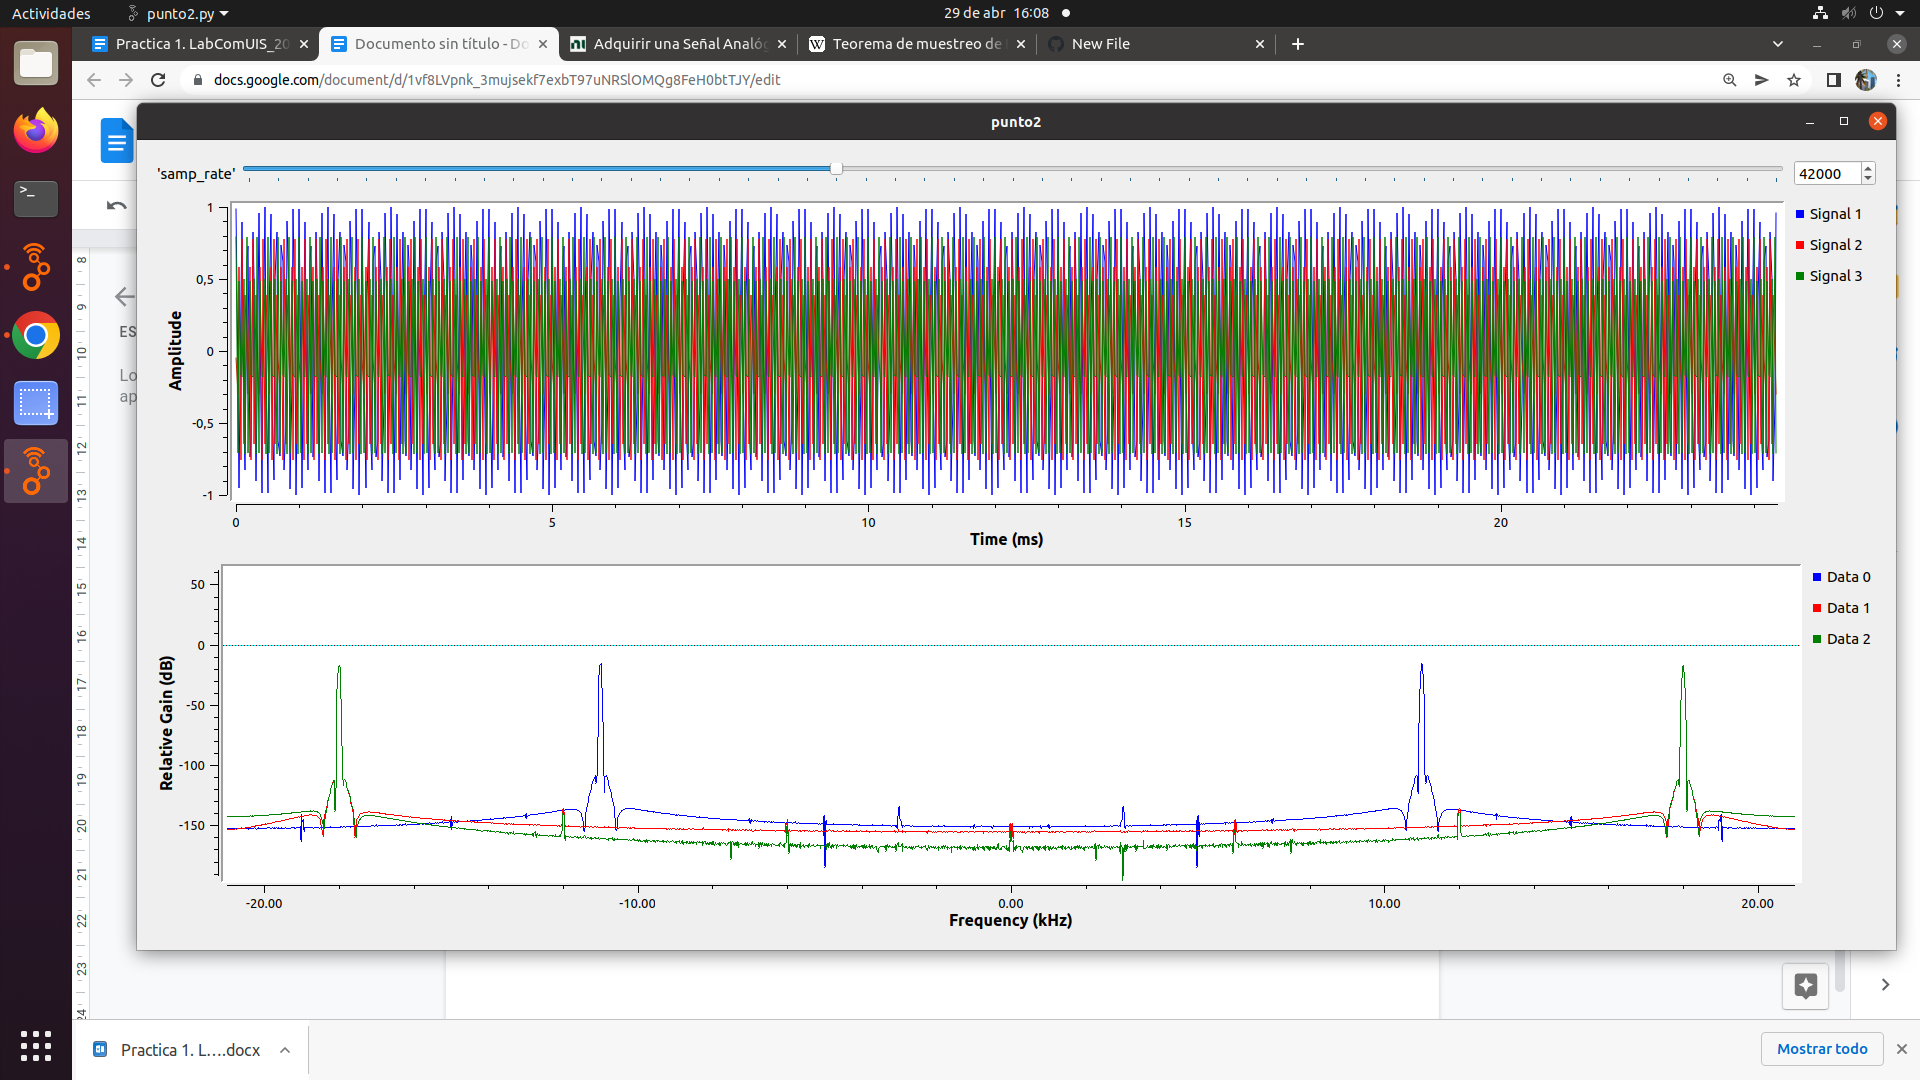 Actividades
punto2.py
29 de abr 16:08
Practica 1. LabComUIS_20
Documento sin título - Do
Adquirir una Señal Analóg
Teorema de muestreo de
New File
docs.google.com/document/d/1vf8LVpnk_3mujsekf7exbT97uNRSlOMQg8FeH0btTJY/edit
punto2
'samp_rate'
42000
1
0,5
0
-0,5
-1
Amplitude
0
5
10
15
20
Time (ms)
Signal 1
Signal 2
Signal 3
50
0
-50
-100
-150
Relative Gain (dB)
-20.00
-10.00
0.00
10.00
20.00
Frequency (kHz)
Data 0
Data 1
Data 2
ES
Lo
ap
8
9
10
11
12
13
14
15
16
17
18
19
20
21
22
23
24
Practica 1. L....docx
Mostrar todo